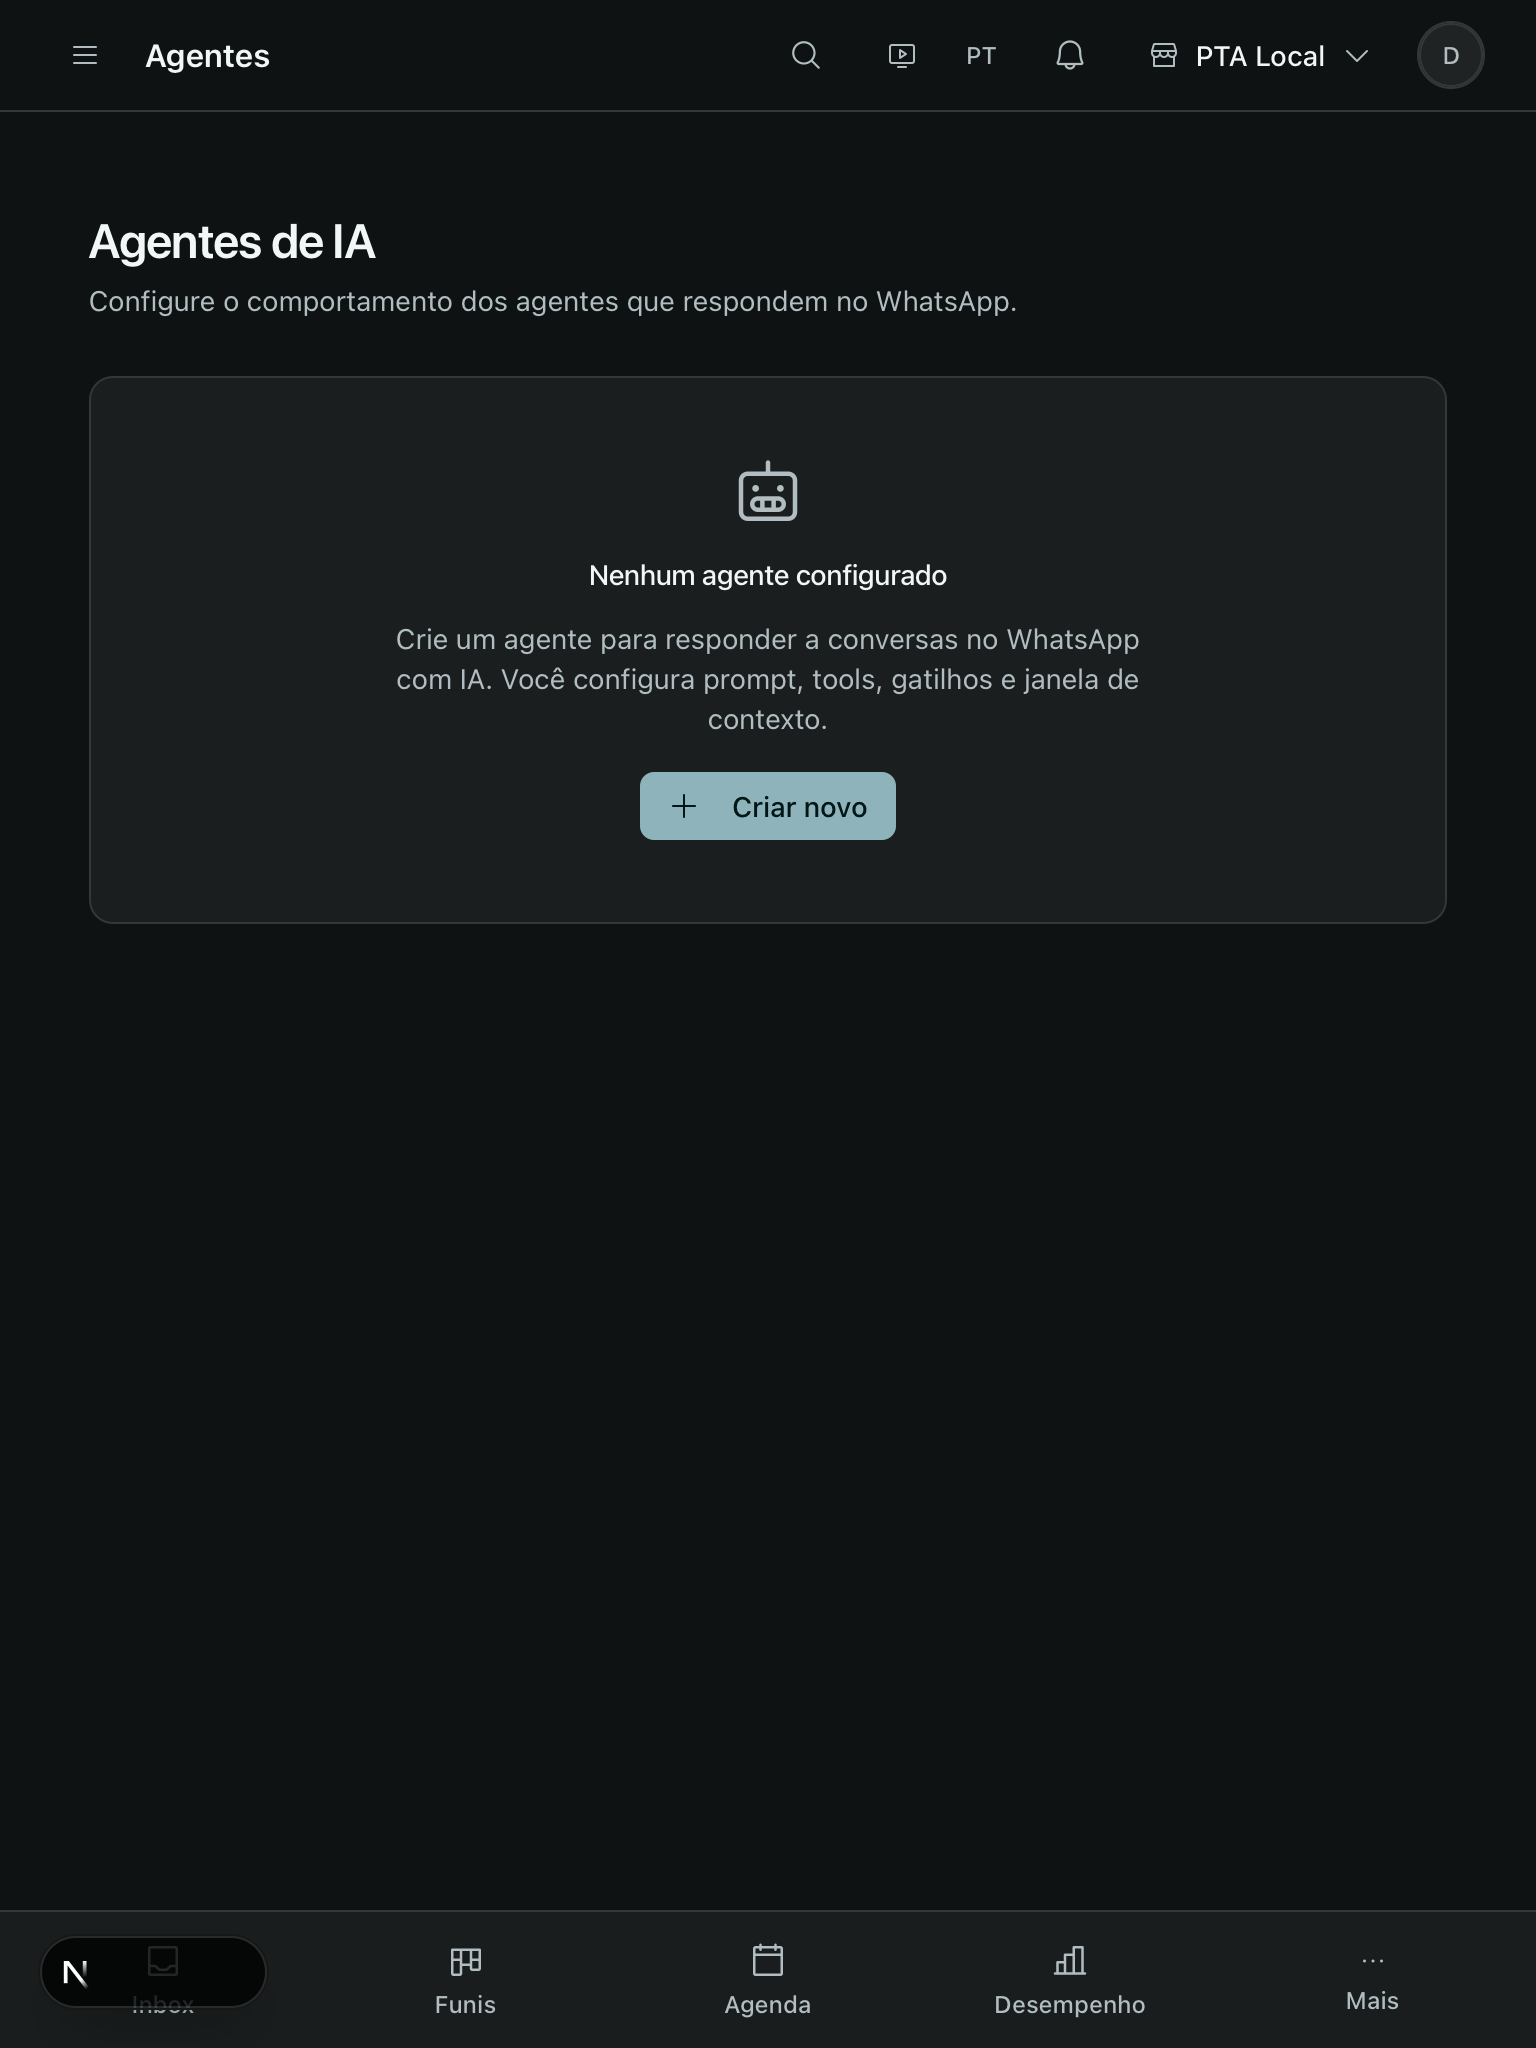 Agentes
PT
PTA Local
D
Agentes de IA
Configure o comportamento dos agentes que respondem no WhatsApp.
Nenhum agente configurado
Crie um agente para responder a conversas no WhatsApp
com IA. Você configura prompt, tools, gatilhos e janela de
contexto.
Criar novo
N
Inbox
Funis
Agenda
Desempenho
Mais